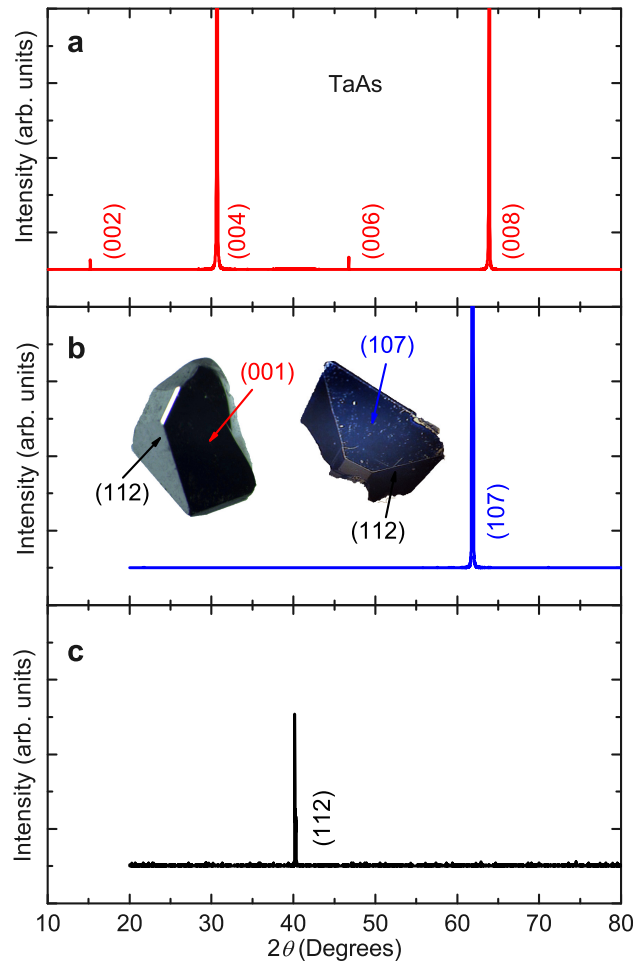 a
TaAs
Intensity (arb. units)
(002)
(004)
(006)
(008)
b
(107)
(001)
(112)
(112)
Intensity (arb. units)
(107)
c
Intensity (arb. units)
(112)
10 20 30 40 50 60 70 80
2θ (Degrees)